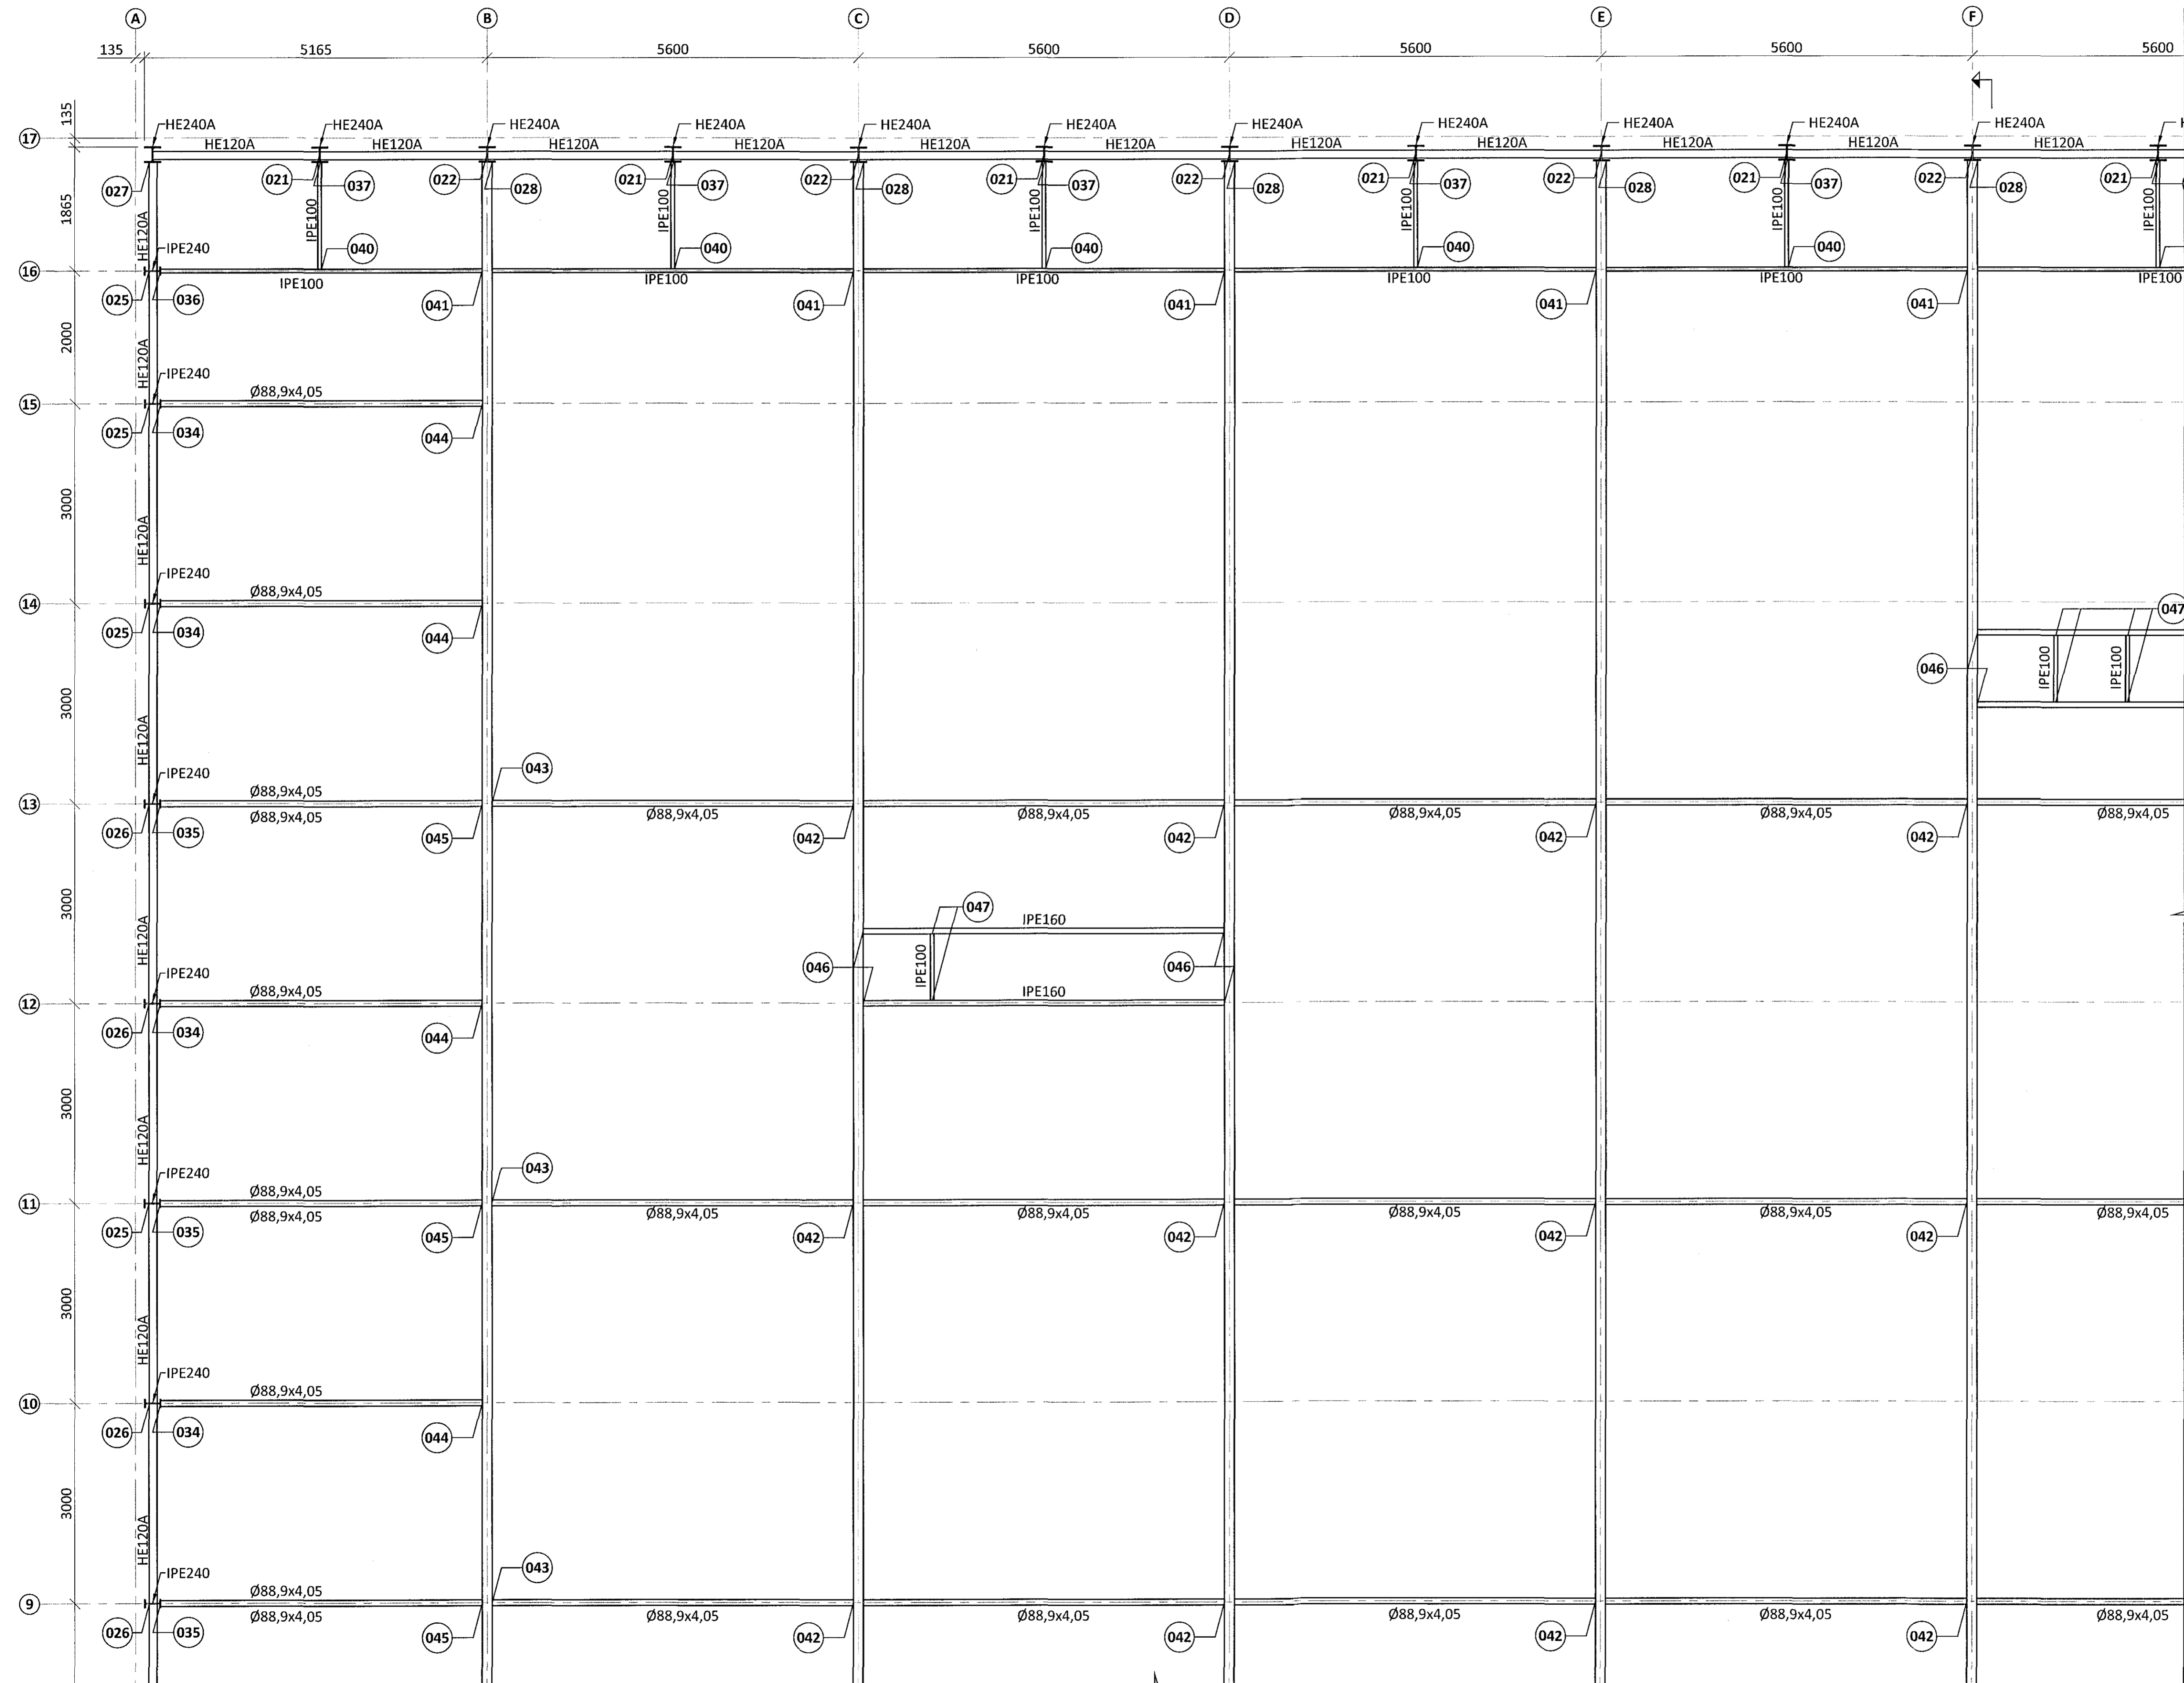 A B C D E F
135 5165 5600 5600 5600 5600 5600
135
HE240A HE240A HE240A HE240A HE240A HE240A HE240A HE240A HE240A HE240A HE240A
17
HE120A HE120A HE120A HE120A HE120A HE120A HE120A HE120A HE120A HE120A HE120A
027 021 037 022 028 021 037 022 028 021 037 022 028 021 037 022 028 021 037 022 028 021
1865
HE120A IPE100 IPE100 IPE100 IPE100 IPE100 IPE100
IPE240 040 040 040 040 040
16
IPE100 IPE100 IPE100 IPE100 IPE100 IPE100
025 036 041 041 041 041 041
2000
HE120A
IPE240
Ø88,9x4,05
15
025 034 044
3000
HE120A
IPE240
Ø88,9x4,05
14
047
025 034 044
IPE100 IPE100
046
3000
HE120A
IPE240 043
Ø88,9x4,05
13
Ø88,9x4,05 Ø88,9x4,05 Ø88,9x4,05 Ø88,9x4,05 Ø88,9x4,05 Ø88,9x4,05
026 035 045 042 042 042 042
3000
047 IPE160
HE120A
IPE100
046 046
IPE240
Ø88,9x4,05 IPE160
12
026 034 044
3000
HE120A
IPE240 043
Ø88,9x4,05
11
Ø88,9x4,05 Ø88,9x4,05 Ø88,9x4,05 Ø88,9x4,05 Ø88,9x4,05 Ø88,9x4,05
025 035 045 042 042 042 042
3000
HE120A
IPE240
Ø88,9x4,05
10
026 034 044
3000
HE120A
IPE240 043
Ø88,9x4,05
9
Ø88,9x4,05 Ø88,9x4,05 Ø88,9x4,05 Ø88,9x4,05 Ø88,9x4,05 Ø88,9x4,05
026 035 045 042 042 042 042